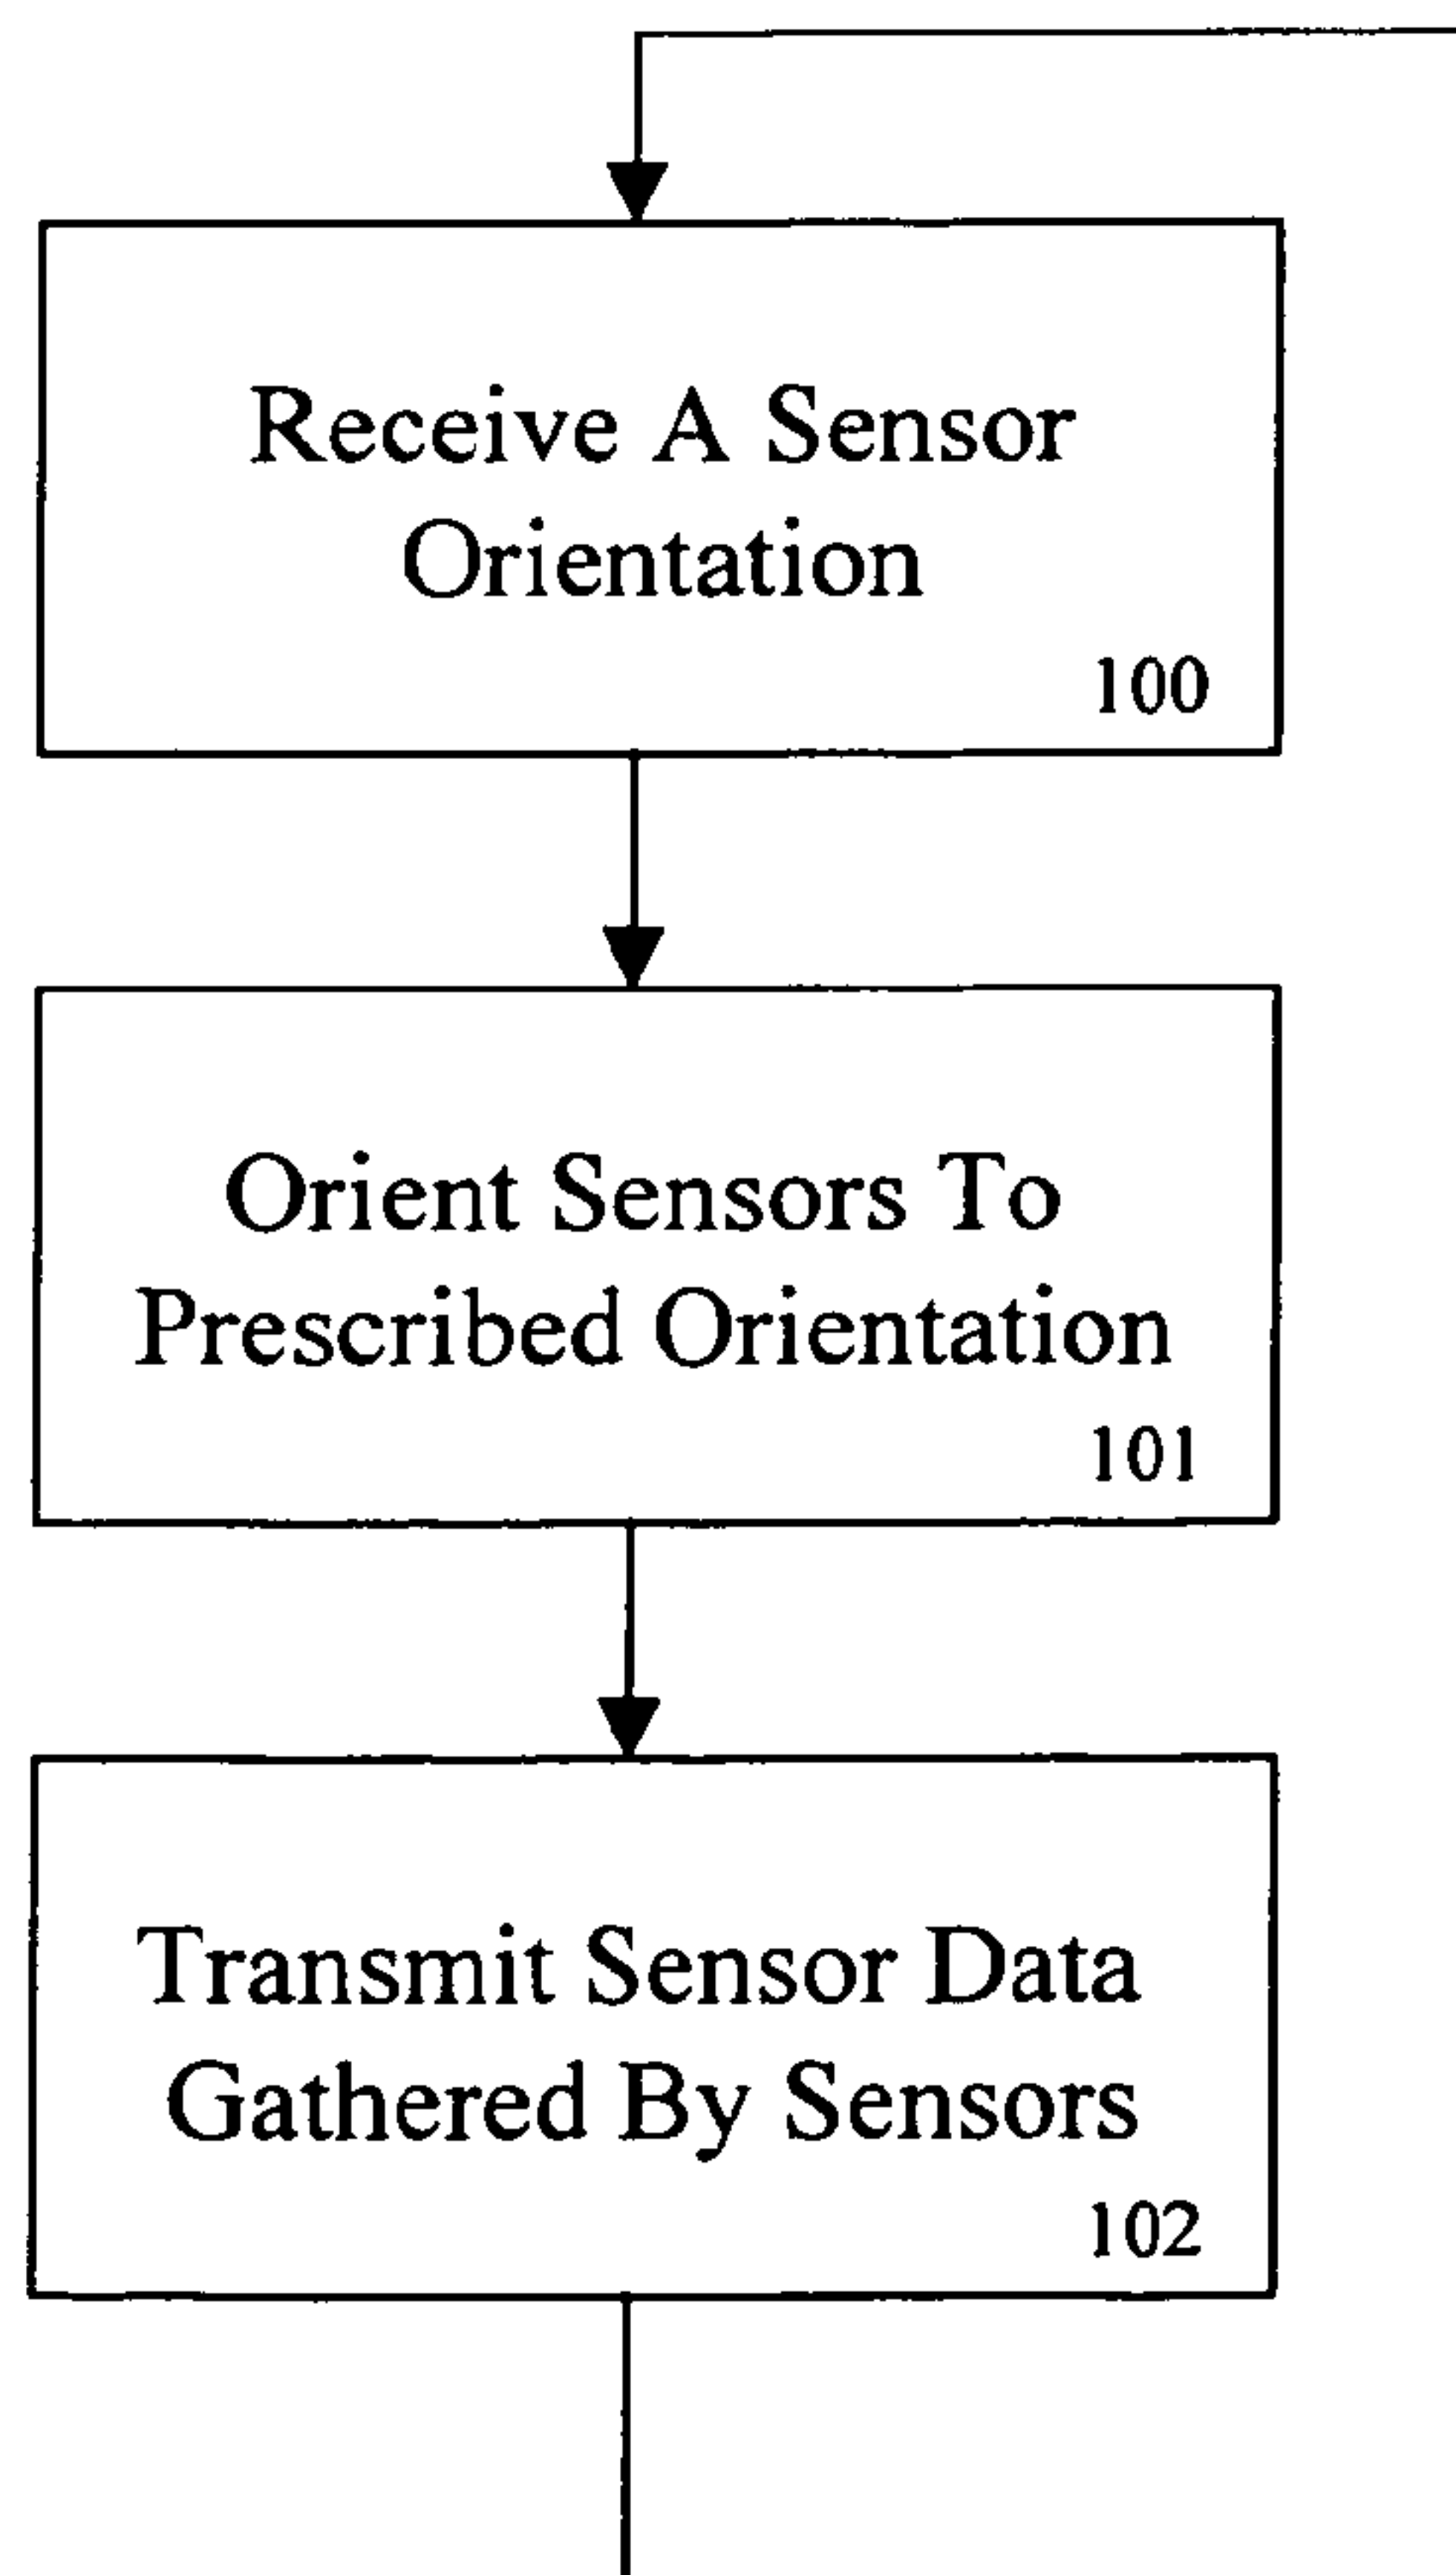 Receive A Sensor
Orientation
100
Orient Sensors To
Prescribed Orientation
101
Transmit Sensor Data
Gathered By Sensors
102